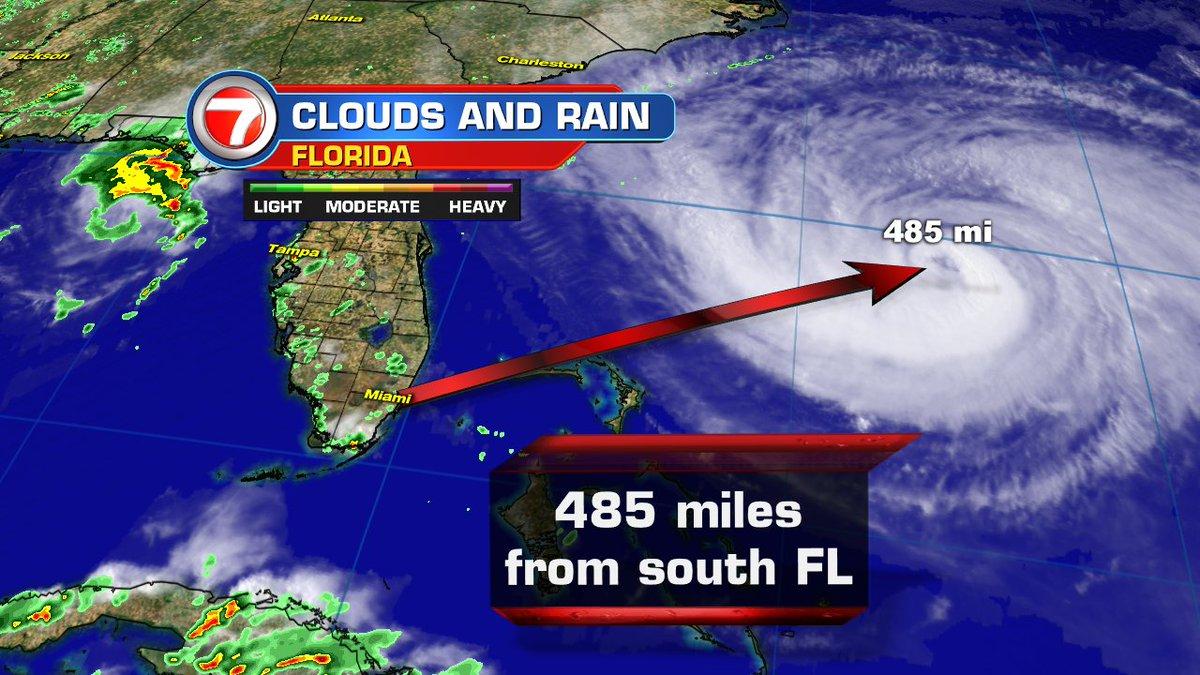 Atlanta
Jackson
Charleston
7 CLOUDS AND RAIN
FLORIDA
LIGHT MODERATE HEAVY
485 mi
Tampa
Miami
485 miles
from south FL